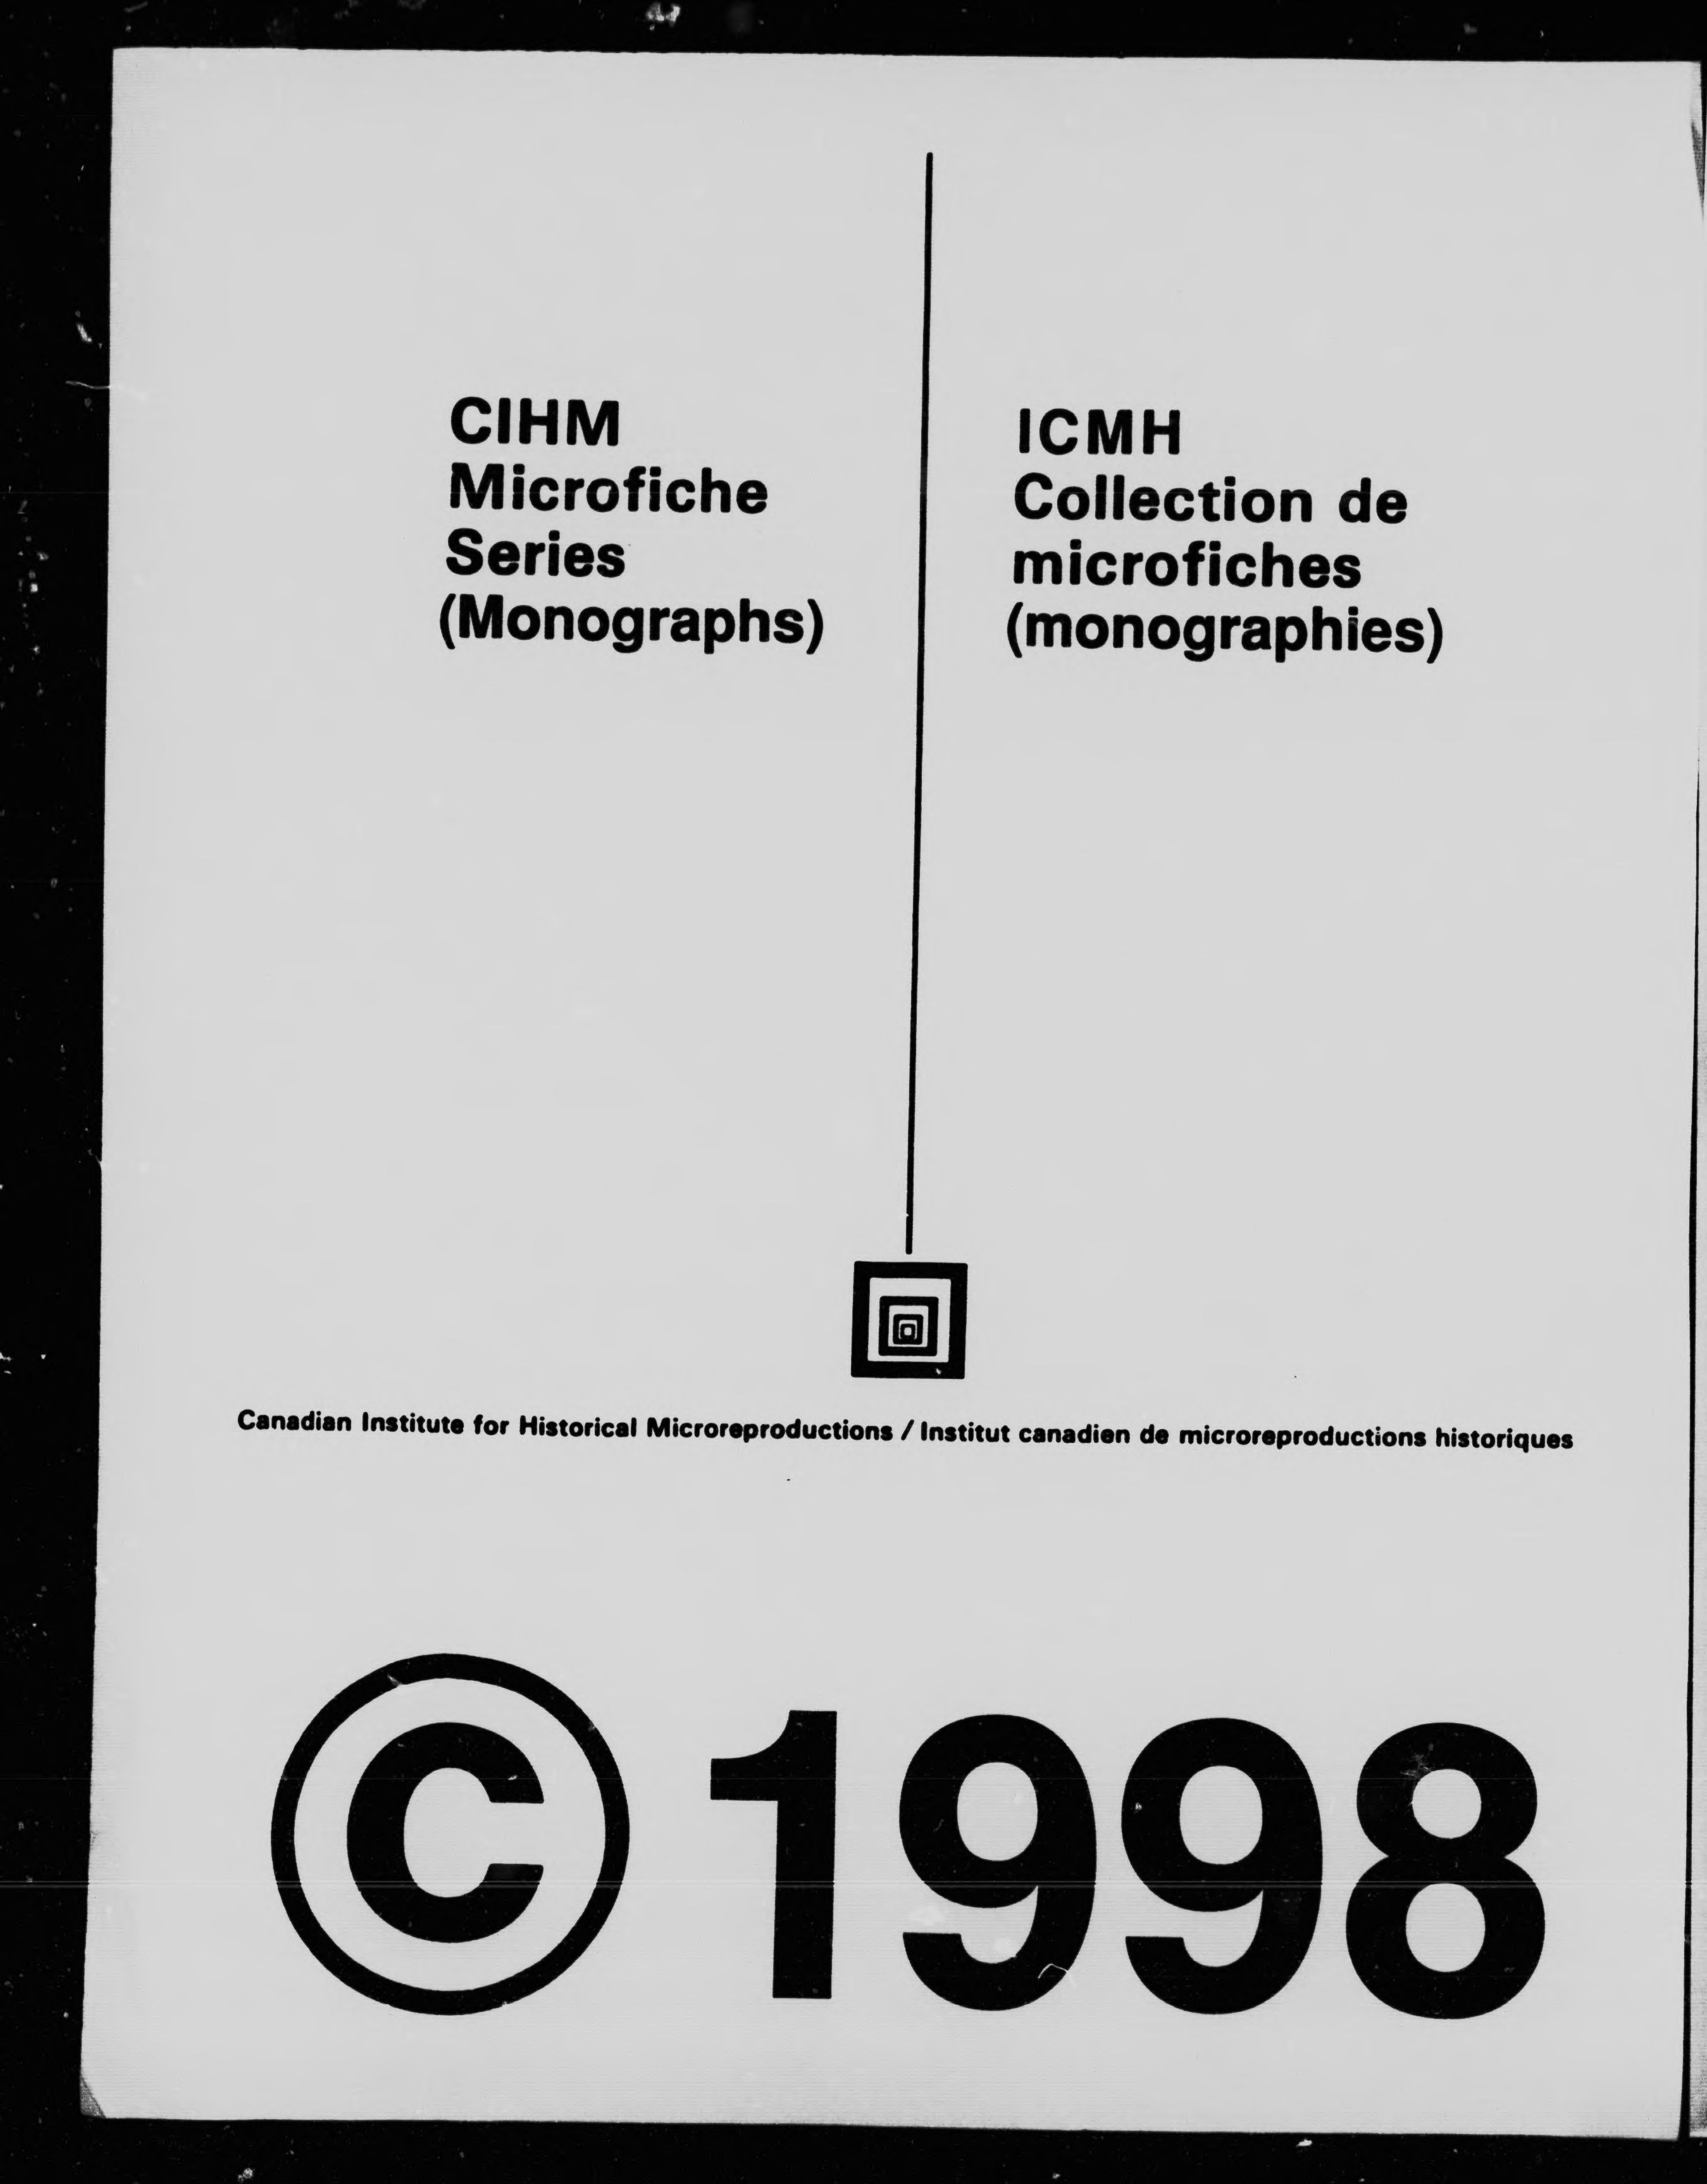 CIHM
Microfiche
Series
(Monographs)
ICMH
Collection de
microfiches
(monographies)
Canadian Institute for Historical Microreproductions / Institut canadien de microreproductions historiques
© 1998